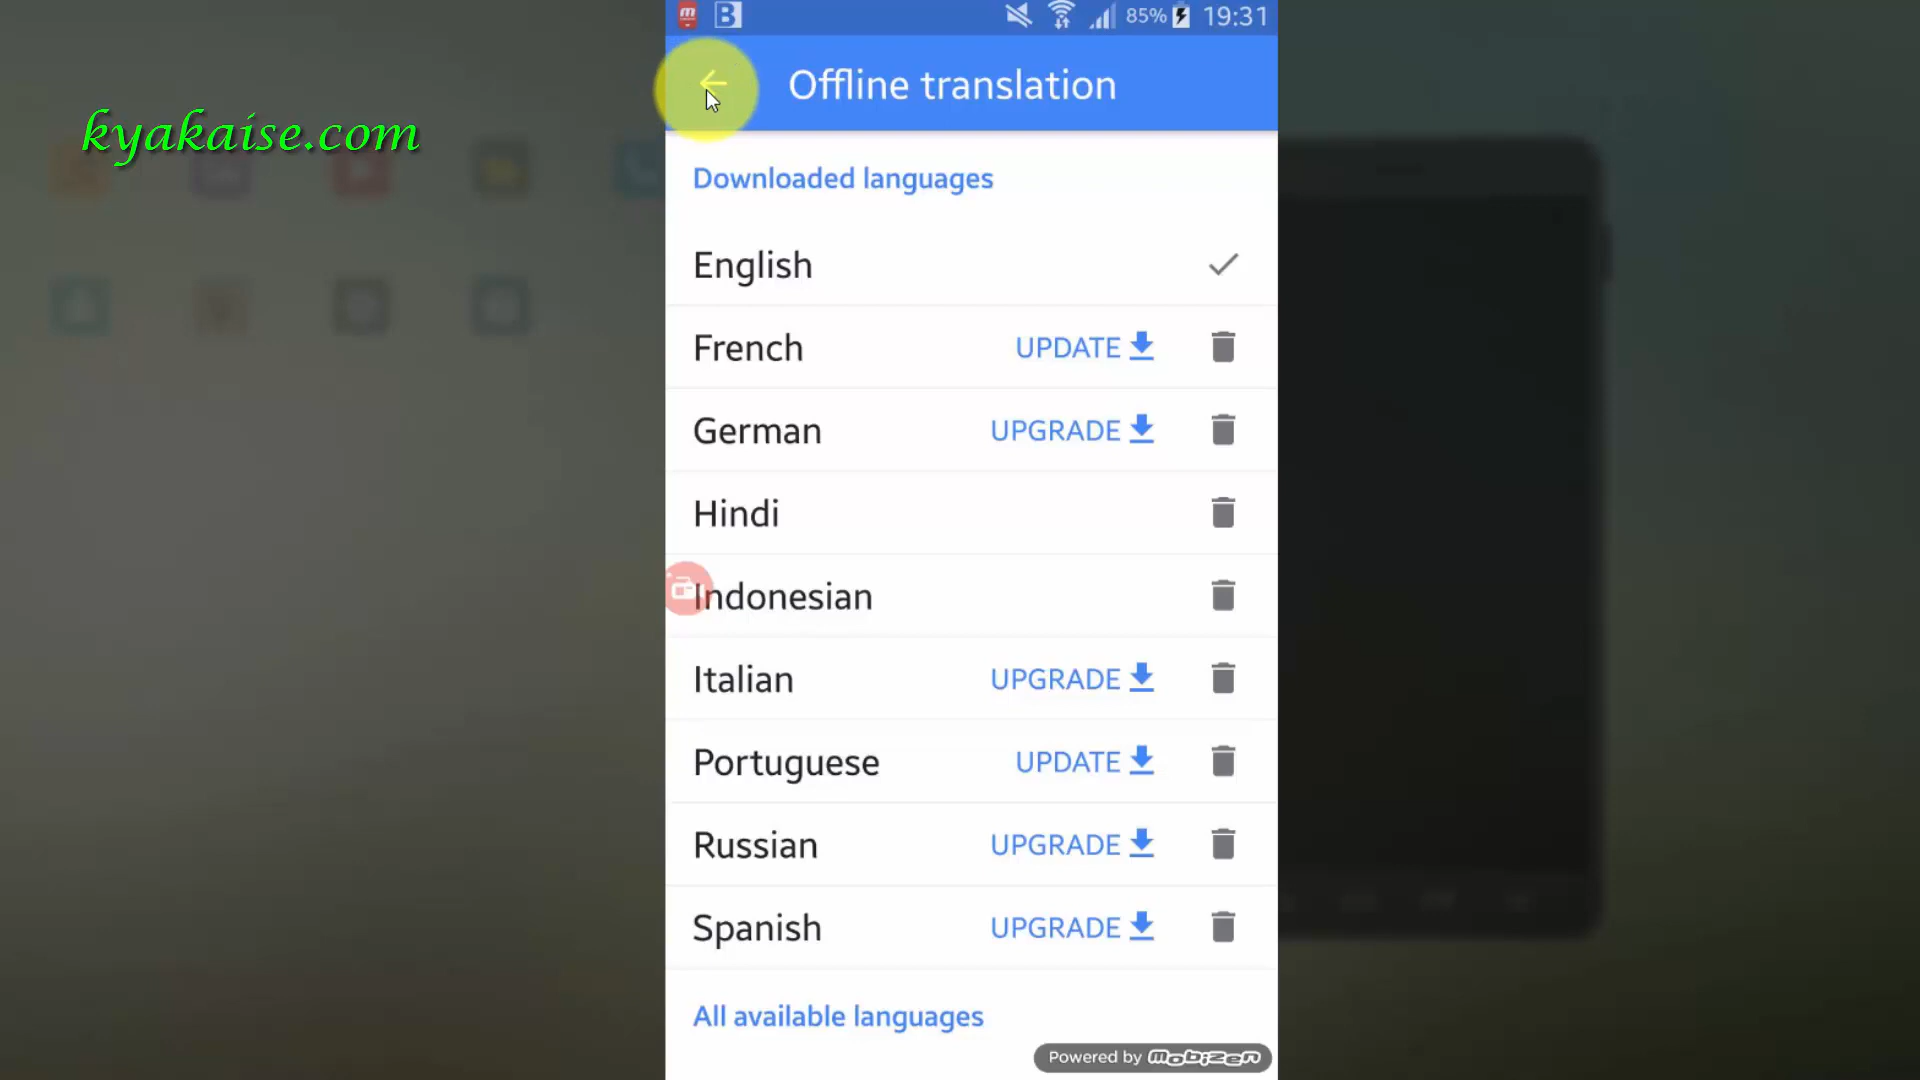 85% 19:31
Offline translation
kyakaise.com
Downloaded languages
English
French UPDATE
German UPGRADE
Hindi
Indonesian
Italian UPGRADE
Portuguese UPDATE
Russian UPGRADE
Spanish UPGRADE
All available languages
Powered by mobizen